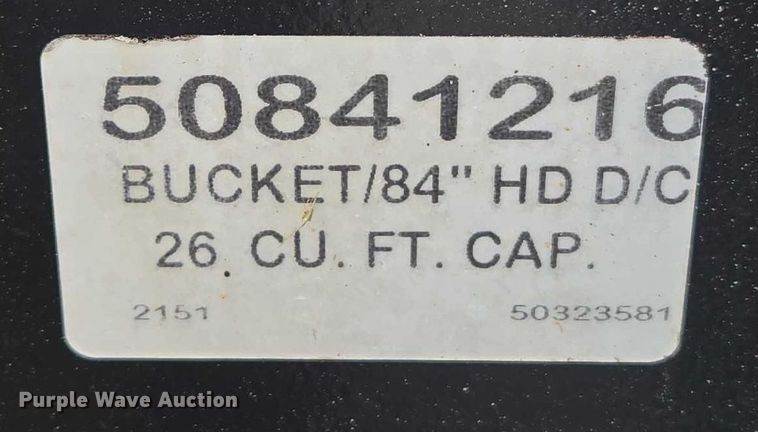 50841216
BUCKET/84" HD D/C
26 CU. FT. CAP.
2151 50323581
Purple Wave Auction